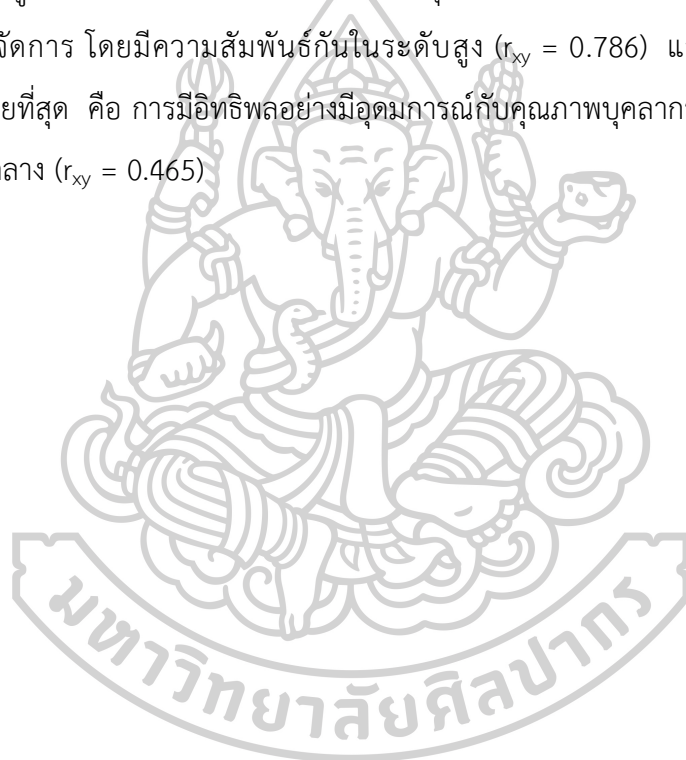 จัดการ โดยมีความสัมพันธ์กันในระดับสูง (rxy = 0.786)
ยที่สุด คือ การมีอิทธิพลอย่างมีอุดมการณ์กับคุณภาพบุคลาก
ลาง (rxy = 0.465)
มหาวิทยาลัยศิลปากร